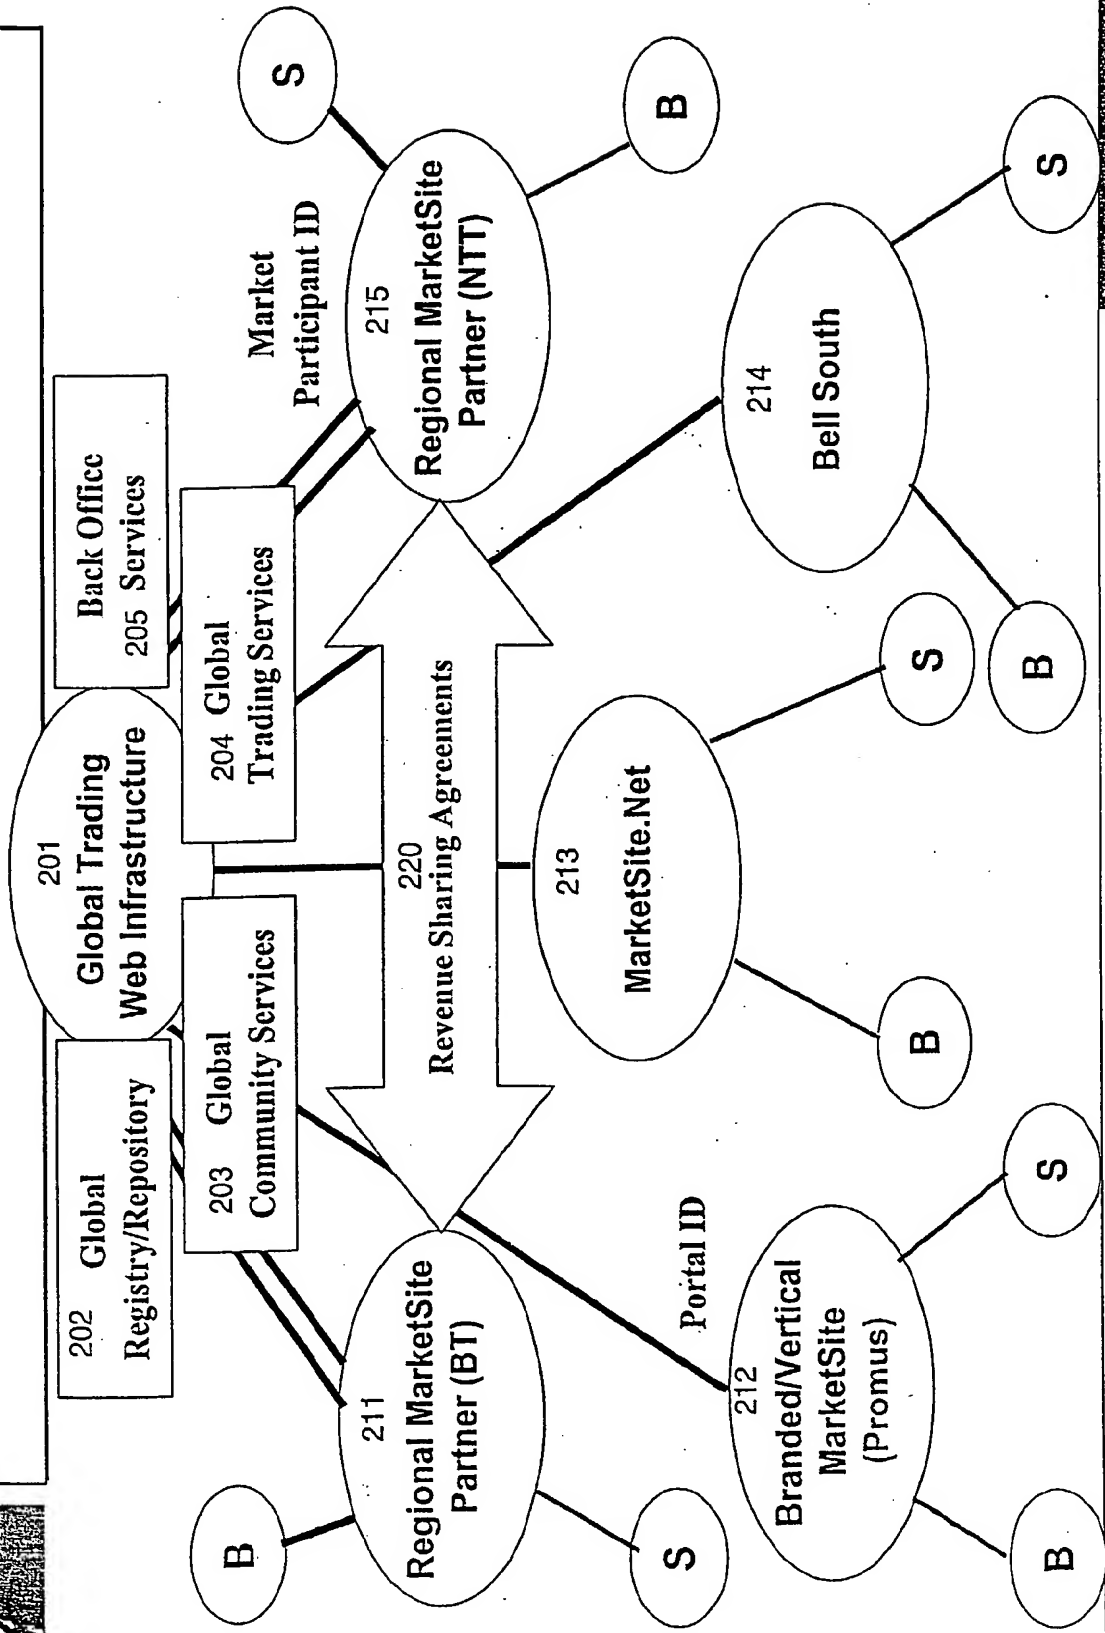 201
Global Trading
Web Infrastructure
202 Global
Registry/Repository
203 Global
Community Services
204 Global
Trading Services
Back Office
205 Services
Market
Participant ID
211
Regional MarketSite
Partner (BT)
B
S
220
Revenue Sharing Agreements
215
Regional MarketSite
Partner (NTT)
S
B
Portal ID
212
Branded/Vertical
MarketSite
(Promus)
B
S
213
MarketSite.Net
B
S
214
Bell South
B
S